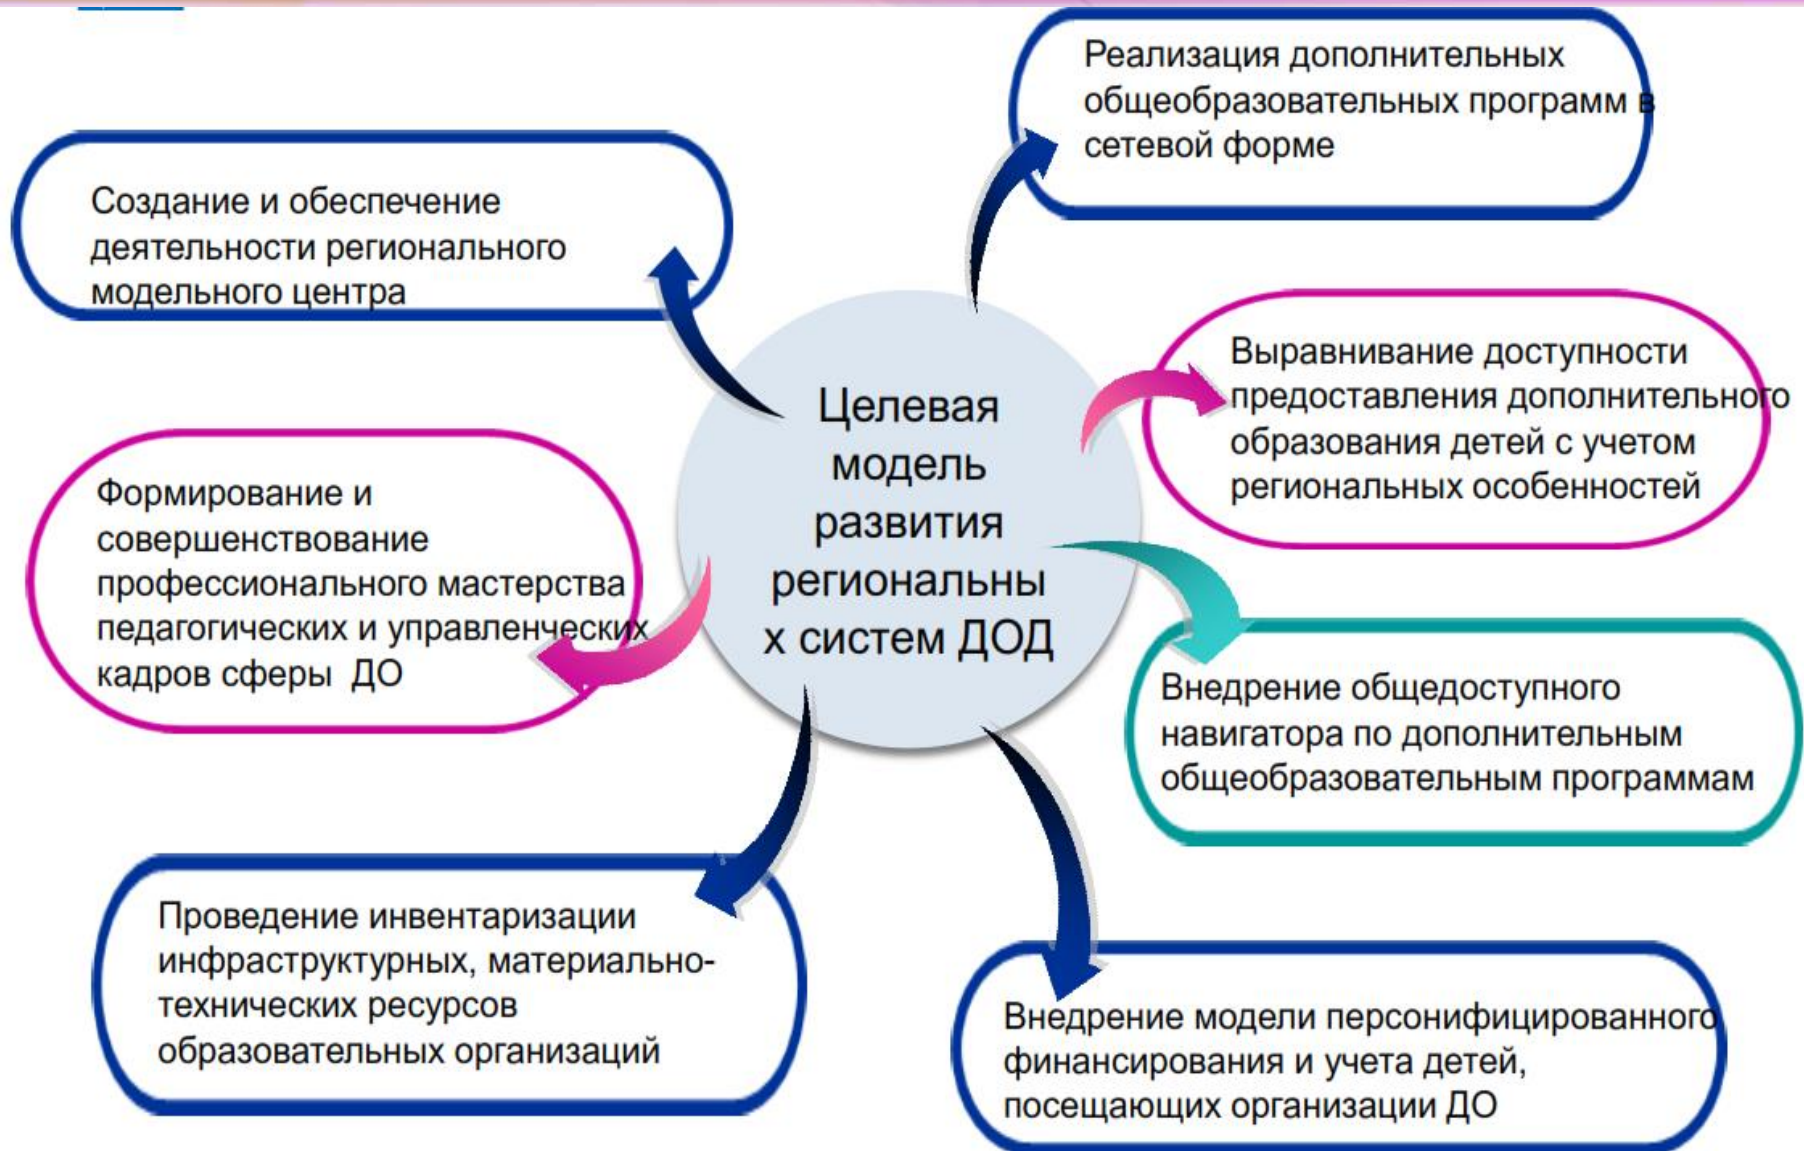 Реализация дополнительных
общеобразовательных программ в
сетевой форме
Создание и обеспечение
деятельности регионального
модельного центра
Выравнивание доступности
предоставления дополнительного
образования детей с учетом
региональных особенностей
Целевая
модель
развития
региональны
х систем ДОД
Формирование и
совершенствование
профессионального мастерства
педагогических и управленческих
кадров сферы ДО
Внедрение общедоступного
навигатора по дополнительным
общеобразовательным программам
Проведение инвентаризации
инфраструктурных, материально-
технических ресурсов
образовательных организаций
Внедрение модели персонифицированного
финансирования и учета детей,
посещающих организации ДО